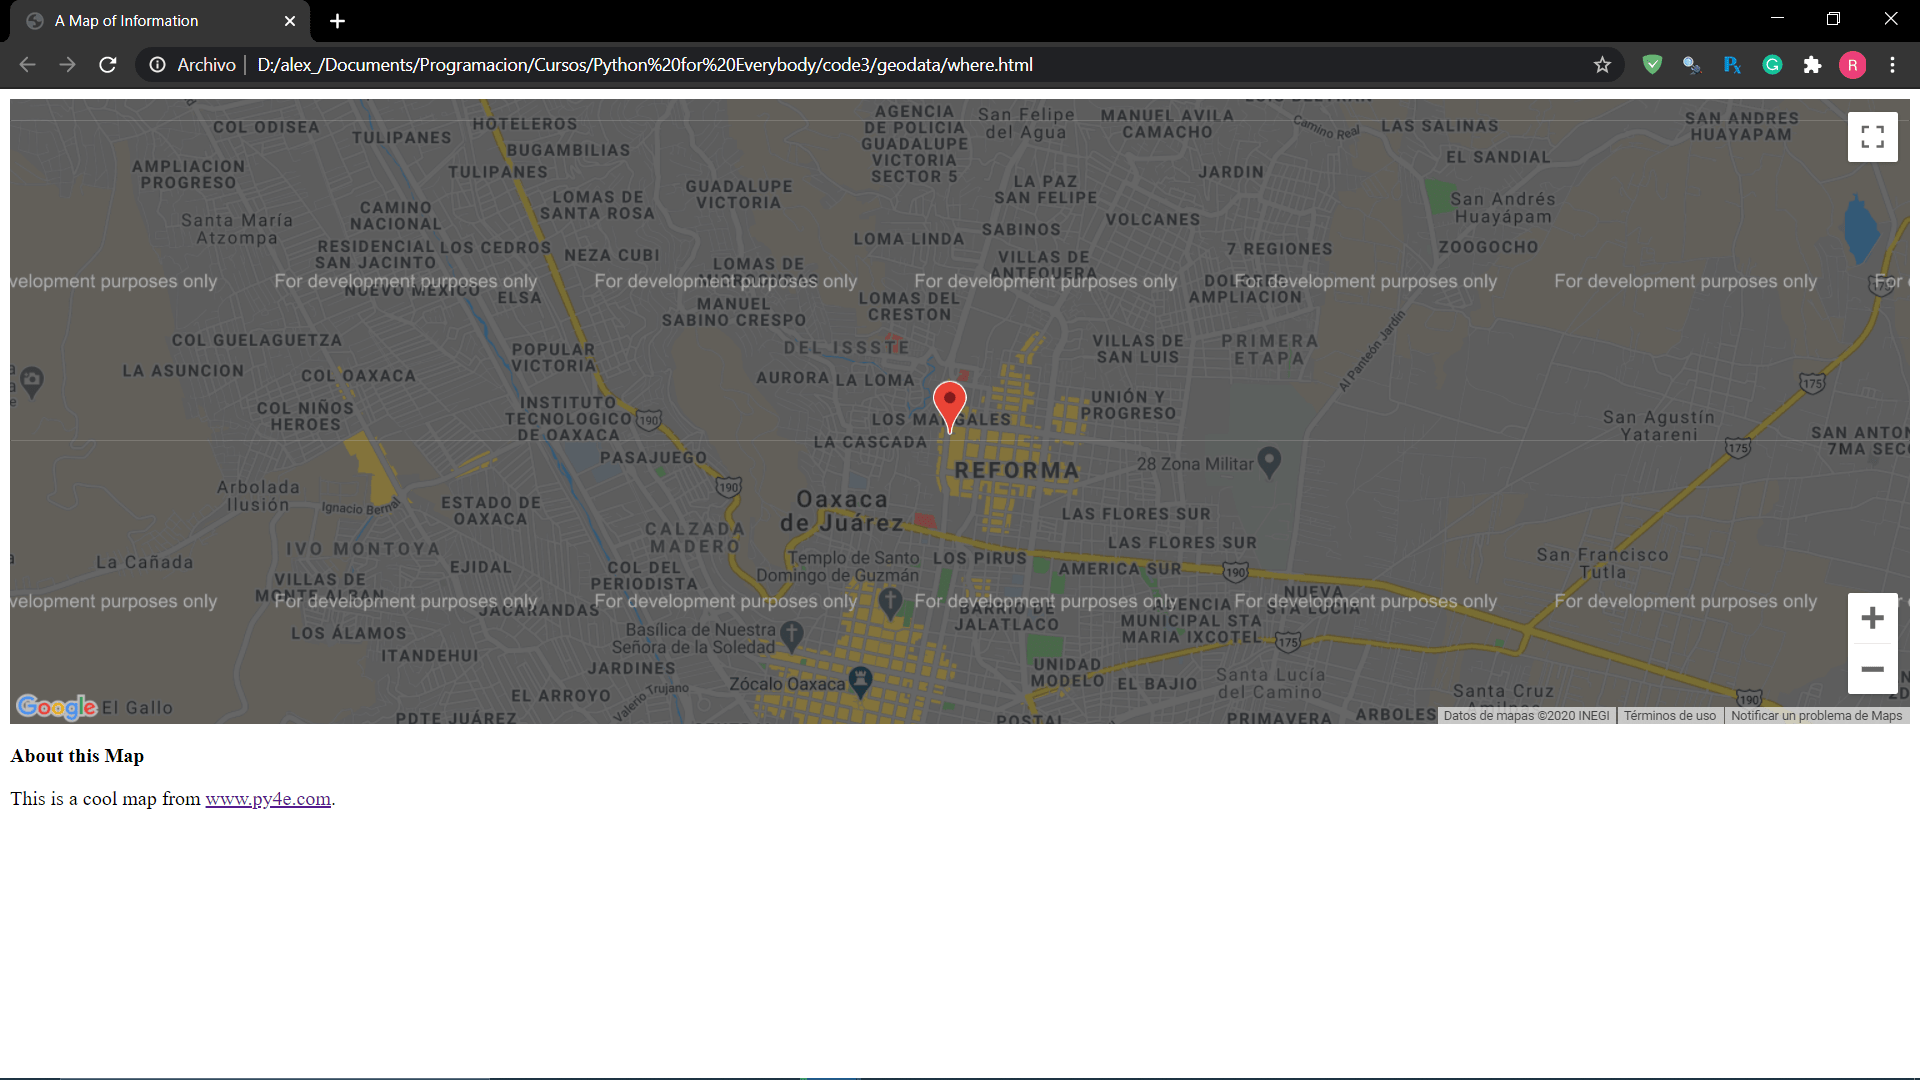 A Map of Information
Archivo
D:/alex_/Documents/Programacion/Cursos/Python%20for%20Everybody/code3/geodata/where.html
R
COL ODISEA
TULIPANES
HOTELEROS
BUGAMBILIAS
TULIPANES
AMPLIACION
PROGRESO
Santa María
Atzompa
CAMINO
NACIONAL
RESIDENCIAL
SAN JACINTO
LOS CEDROS
LOMAS DE
SANTA ROSA
NEZA CUBI
GUADALUPE
VICTORIA
AGENCIA
DE POLICIA
GUADALUPE
VICTORIA
SECTOR 5
San Felipe
del Agua
MANUEL AVILA
CAMACHO
Camino Real
LAS SALINAS
SAN ANDRES
HUAYAPAM
EL SANDIAL
JARDIN
LA PAZ
SAN FELIPE
VOLCANES
San Andrés
Huayápam
ZOOGOCHO
LOMA LINDA
SABINOS
VILLAS DE
ANTEQUERA
7 REGIONES
LOMAS DE
velopment purposes only
For development purposes only
For development purposes only
For development purposes only
For development purposes only
For development purposes only
NUEVO MEXICO
ELSA
MANUEL
SABINO CRESPO
LOMAS DEL
CRESTON
DOLORES
AMPLIACION
175
COL GUELAGUETZA
LA ASUNCION
COL OAXACA
POPULAR
VICTORIA
DEL ISSSTE
AURORA
LA LOMA
VILLAS DE
SAN LUIS
PRIMERA
ETAPA
Al Panteón Jardín
175
COL NIÑOS
HEROES
INSTITUTO
TECNOLOGICO
DE OAXACA
190
LOS MANGALES
LA CASCADA
UNIÓN Y
PROGRESO
San Agustín
Yatareni
175
SAN ANTON
7MA SEC
PASAJUEGO
REFORMA
28 Zona Militar
190
Arbolada
Ilusión
Ignacio Bernal
ESTADO DE
OAXACA
Oaxaca
de Juárez
LAS FLORES SUR
CALZADA
MADERO
LAS FLORES SUR
IVO MONTOYA
La Cañada
EJIDAL
COL DEL
PERIODISTA
Templo de Santo
Domingo de Guzmán
LOS PIRUS
AMERICA SUR
190
San Francisco
Tutla
VILLAS DE
MONTE ALBAN
NUEVA
SANTA LUCIA
velopment purposes only
For development purposes only
For development purposes only
For development purposes only
For development purposes only
For development purposes only
JACARANDAS
BARRIO DE
JALATLACO
AGENCIA
MUNICIPAL STA
MARIA IXCOTEL
175
LOS ÁLAMOS
ITANDEHUI
Basílica de Nuestra
Señora de la Soledad
JARDINES
UNIDAD
MODELO
EL BAJIO
Santa Lucía
del Camino
EL ARROYO
Valerio Trujano
Zócalo Oaxaca
Santa Cruz
Amilpas
190
Google
El Gallo
PDTE JUÁREZ
POSTAL
PRIMAVERA
ARBOLES
Datos de mapas ©2020 INEGI
Términos de uso
Notificar un problema de Maps
About this Map
This is a cool map from www.py4e.com.